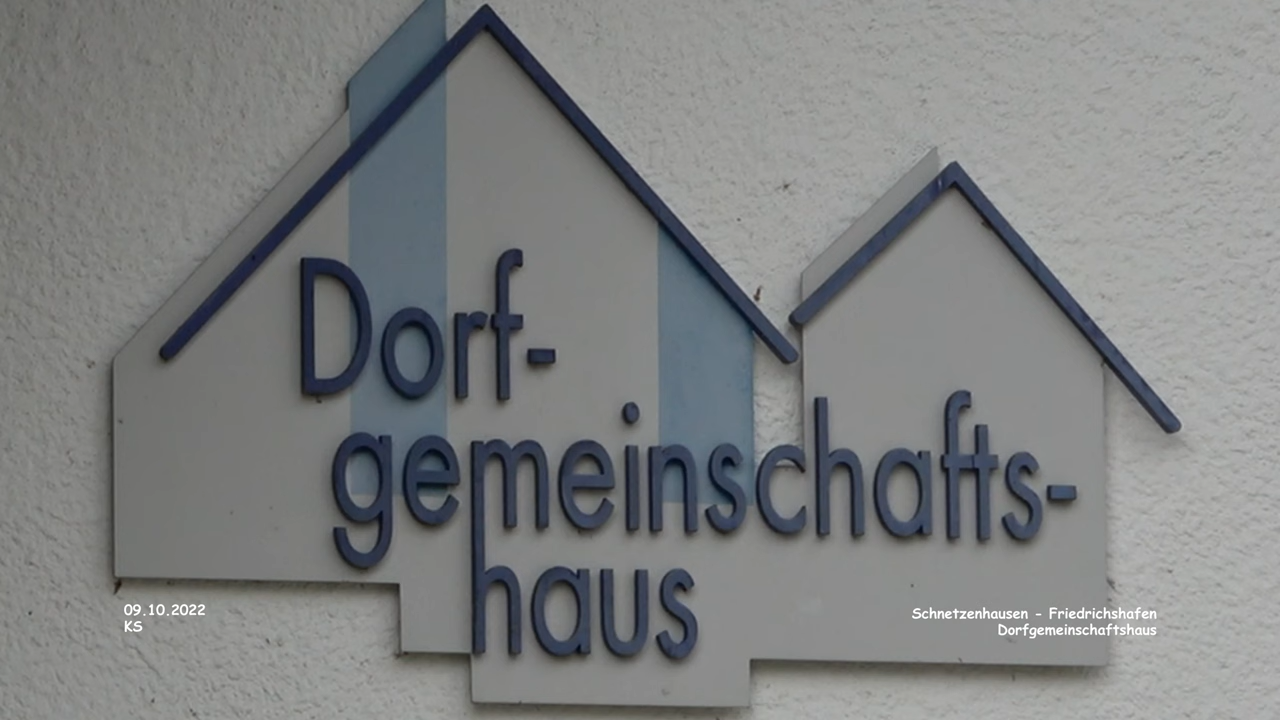 Dorf-
gemeinschafts-
haus
09.10.2022
KS
Schnetzenhausen - Friedrichshafen
Dorfgemeinschaftshaus